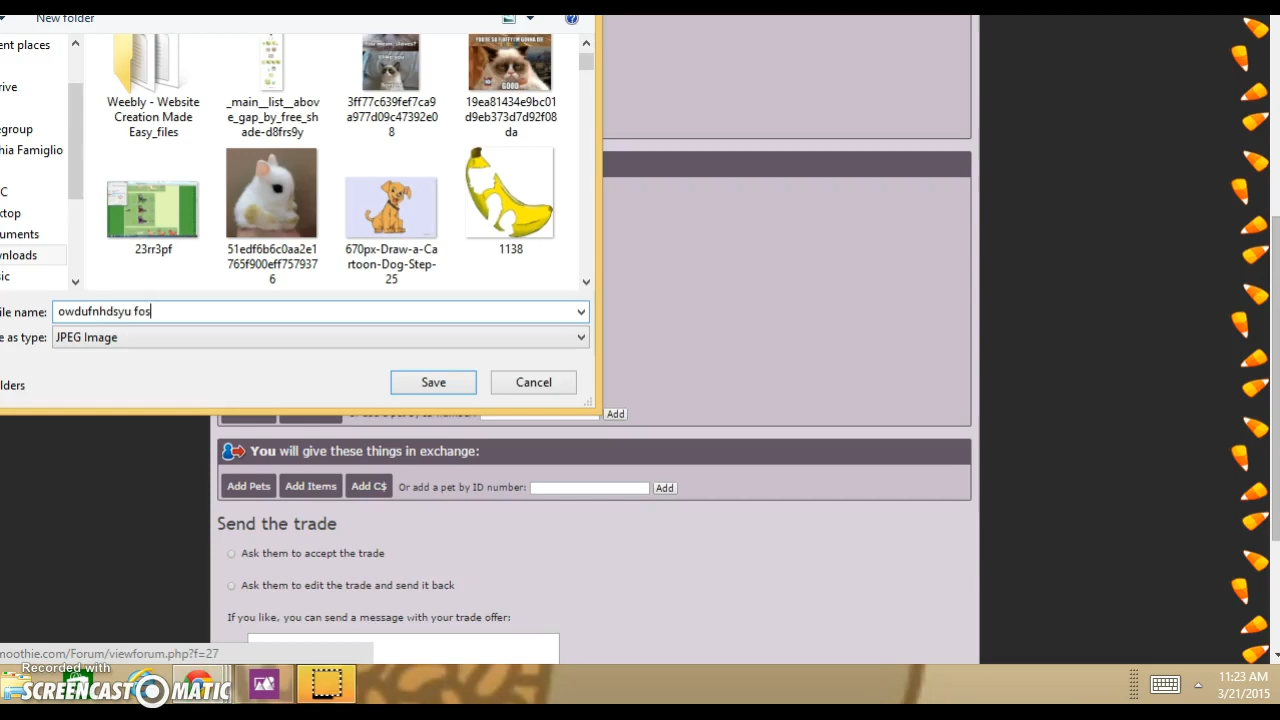 New folder
ent places
rive
egroup
hia Famiglio
C
ktop
uments
wnloads
sic
Weebly - Website
Creation Made
Easy_files
_main__list__abov
e_gap_by_free_sh
ade-d8frs9y
3ff77c639fef7ca9
a977d09c47392e0
8
19ea81434e9bc01
d9eb373d7d92f08
da
GOOD
23rr3pf
51edf6b6c0aa2e1
765f900eff757937
6
670px-Draw-a-Ca
rtoon-Dog-Step-
25
1138
ile name: owdufnhdsyu fos
e as type: JPEG Image
lders
Save Cancel
Add
You will give these things in exchange:
Add Pets Add Items Add C$ Or add a pet by ID number: Add
Send the trade
Ask them to accept the trade
Ask them to edit the trade and send it back
If you like, you can send a message with your trade offer:
moothie.com/Forum/viewforum.php?f=27
Recorded with
SCREENCAST-O-MATIC
11:23 AM
3/21/2015